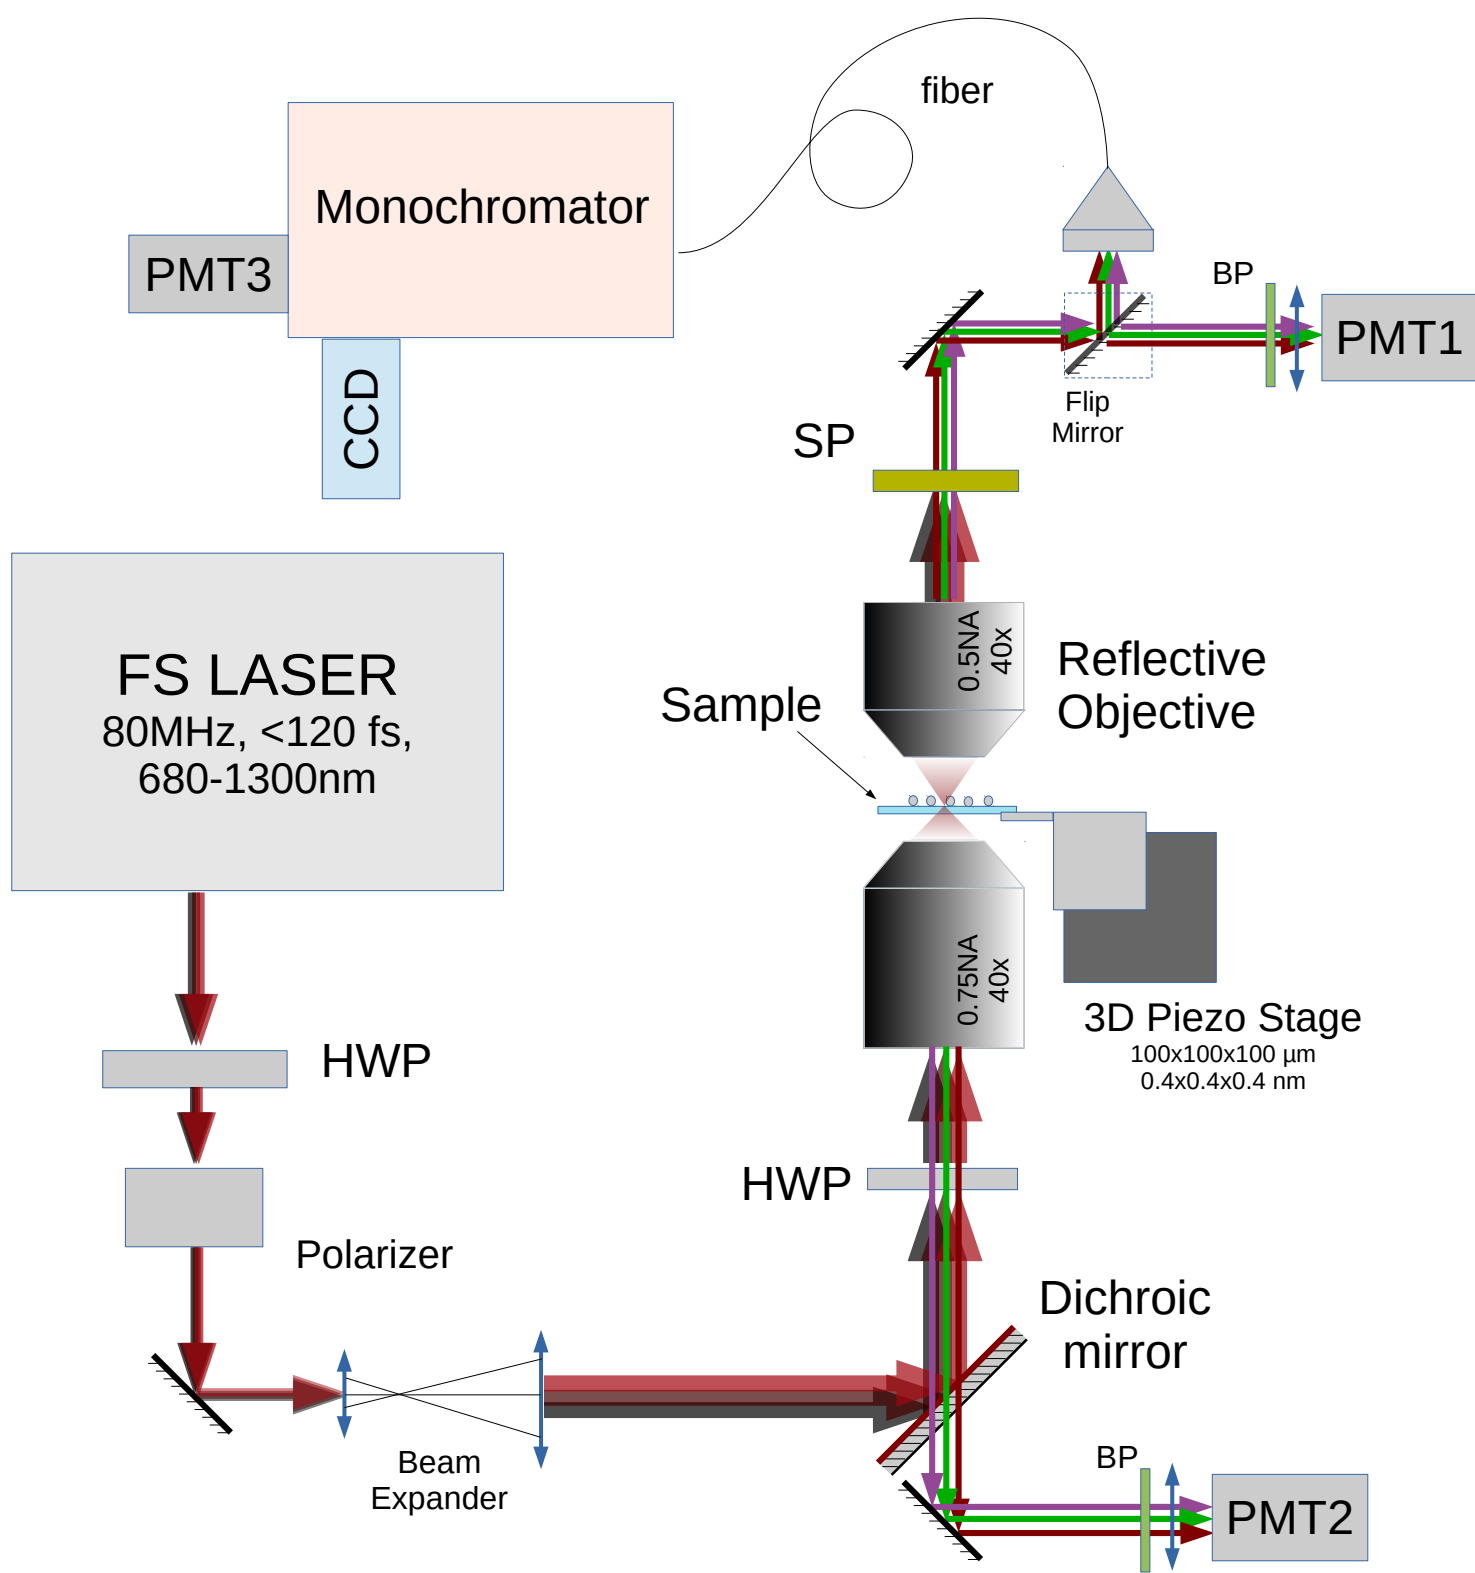 fiber
Monochromator
PMT3
CCD
BP
PMT1
Flip
Mirror
SP
FS LASER
80MHz, <120 fs,
680-1300nm
0.5NA
40x
Reflective
Objective
Sample
0.75NA
40x
3D Piezo Stage
100x100x100 µm
0.4x0.4x0.4 nm
HWP
HWP
Polarizer
Dichroic
mirror
Beam
Expander
BP
PMT2